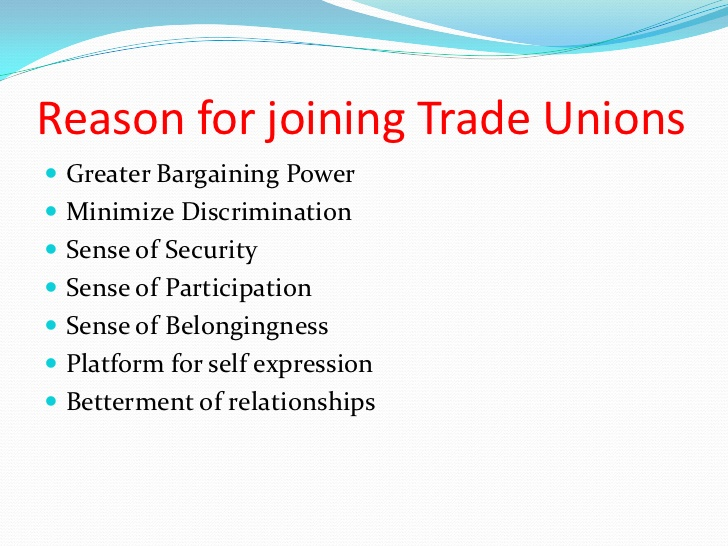 Reason for joining Trade Unions
• Greater Bargaining Power
• Minimize Discrimination
• Sense of Security
• Sense of Participation
• Sense of Belongingness
• Platform for self expression
• Betterment of relationships